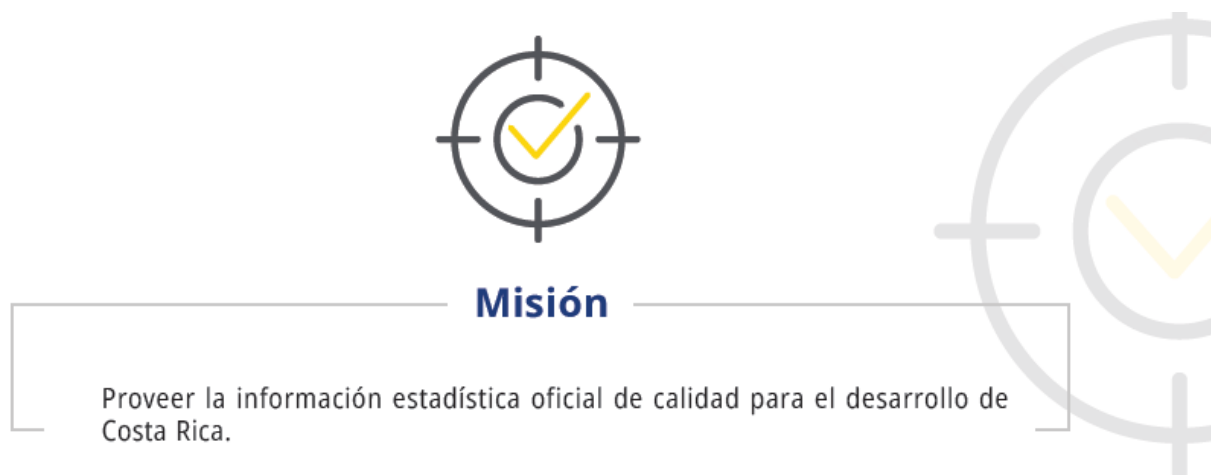 Misión
Proveer la información estadística oficial de calidad para el desarrollo de
Costa Rica.